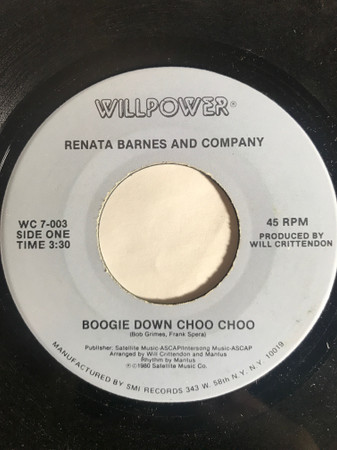 WILLPOWER®
RENATA BARNES AND COMPANY
WC 7-003
SIDE ONE
TIME 3:30
45 RPM
PRODUCED BY
WILL CRITTENDON
BOOGIE DOWN CHOO CHOO
(Bob Grimes, Frank Spera)
Publisher; Satellite Music-ASCAP/Intersong Music-ASCAP
Arranged by Will Crittendon and Mantus
Rhythm by Mantus
℗©1980 Satellite Music Co.
MANUFACTURED BY SMI RECORDS 343 W. 58th N.Y. N.Y. 10019